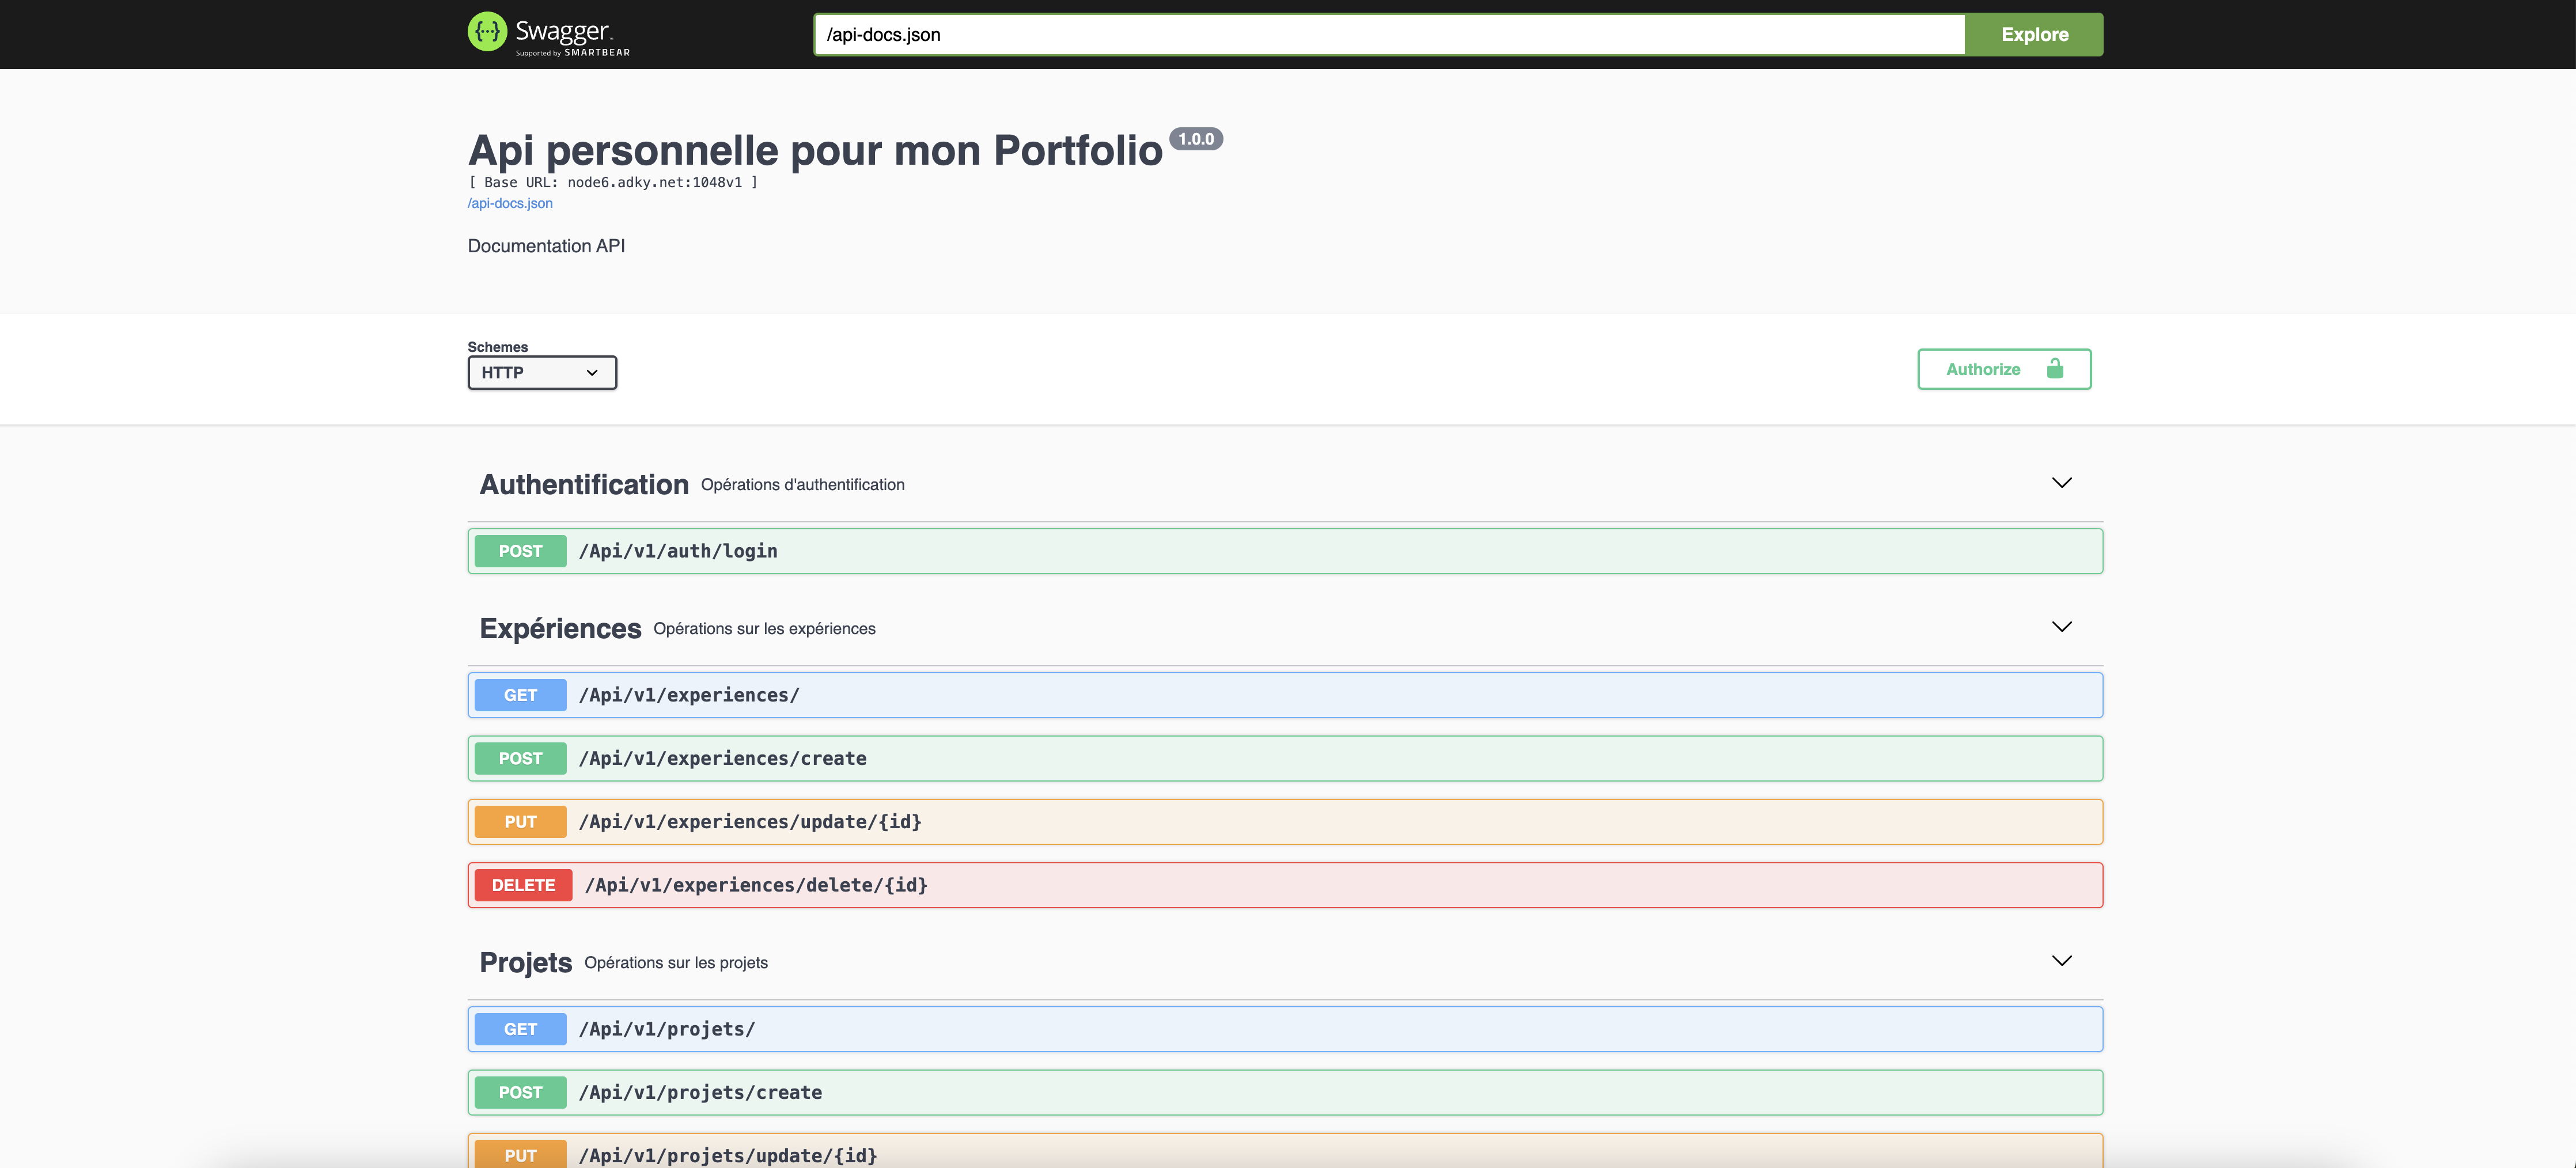 Swagger
Supported by SMARTBEAR
/api-docs.json
Explore
Api personnelle pour mon Portfolio 1.0.0
[ Base URL: node6.adky.net:1048v1 ]
/api-docs.json
Documentation API
Schemes
HTTP
Authorize
Authentification Opérations d'authentification
POST /Api/v1/auth/login
Expériences Opérations sur les expériences
GET /Api/v1/experiences/
POST /Api/v1/experiences/create
PUT /Api/v1/experiences/update/{id}
DELETE /Api/v1/experiences/delete/{id}
Projets Opérations sur les projets
GET /Api/v1/projets/
POST /Api/v1/projets/create
PUT /Api/v1/projets/update/{id}